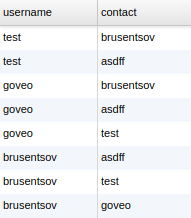 username contact
test brusentsov
test asdff
goveo brusentsov
goveo asdff
goveo test
brusentsov asdff
brusentsov test
brusentsov goveo